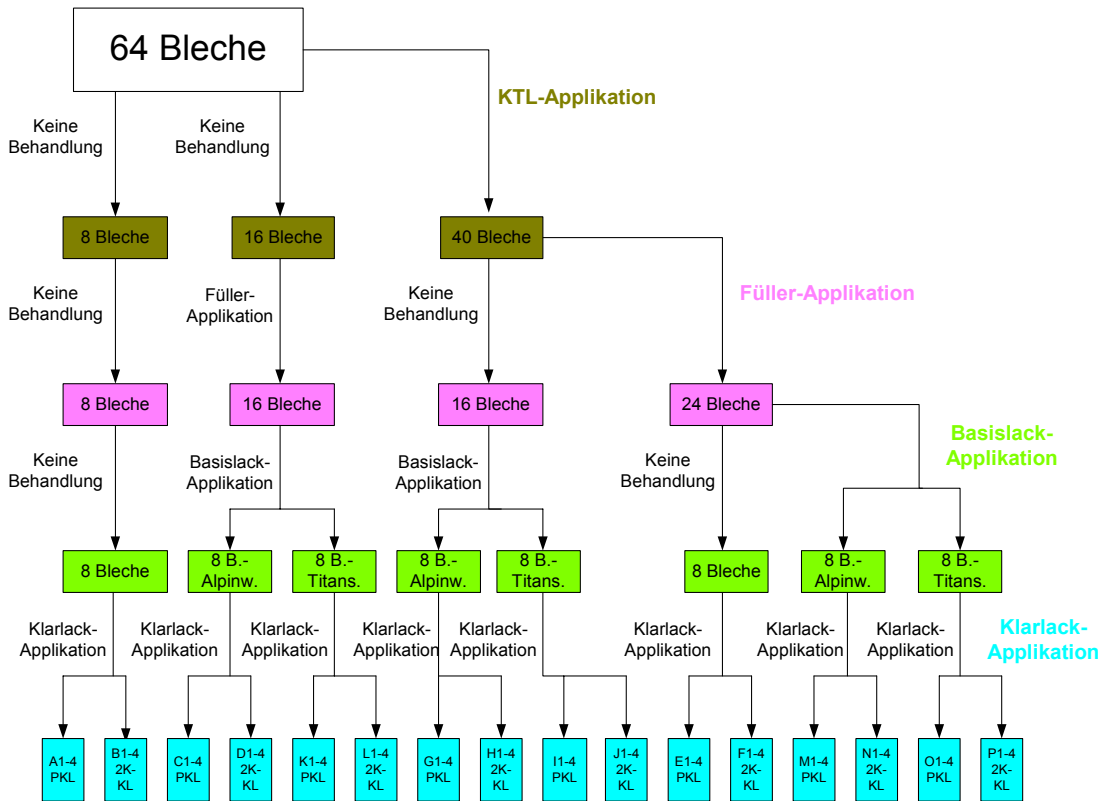 64 Bleche
KTL-Applikation
Keine
Behandlung
Keine
Behandlung
8 Bleche
16 Bleche
40 Bleche
Keine
Behandlung
Füller-
Applikation
Keine
Behandlung
Füller-Applikation
8 Bleche
16 Bleche
16 Bleche
24 Bleche
Keine
Behandlung
Basislack-
Applikation
Basislack-
Applikation
Keine
Behandlung
Basislack-
Applikation
8 Bleche
8 B.-
Alpinw.
8 B.-
Titans.
8 B.-
Alpinw.
8 B.-
Titans.
8 Bleche
8 B.-
Alpinw.
8 B.-
Titans.
Klarlack-
Applikation
Klarlack-
Applikation
Klarlack-
Applikation
Klarlack-
Applikation
Klarlack-
Applikation
Klarlack-
Applikation
Klarlack-
Applikation
Klarlack-
Applikation
Klarlack-
Applikation
A1-4
PKL
B1-4
2K-
KL
C1-4
PKL
D1-4
2K-
KL
K1-4
PKL
L1-4
2K-
KL
G1-4
PKL
H1-4
2K-
KL
I1-4
PKL
J1-4
2K-
KL
E1-4
PKL
F1-4
2K-
KL
M1-4
PKL
N1-4
2K-
KL
O1-4
PKL
P1-4
2K-
KL